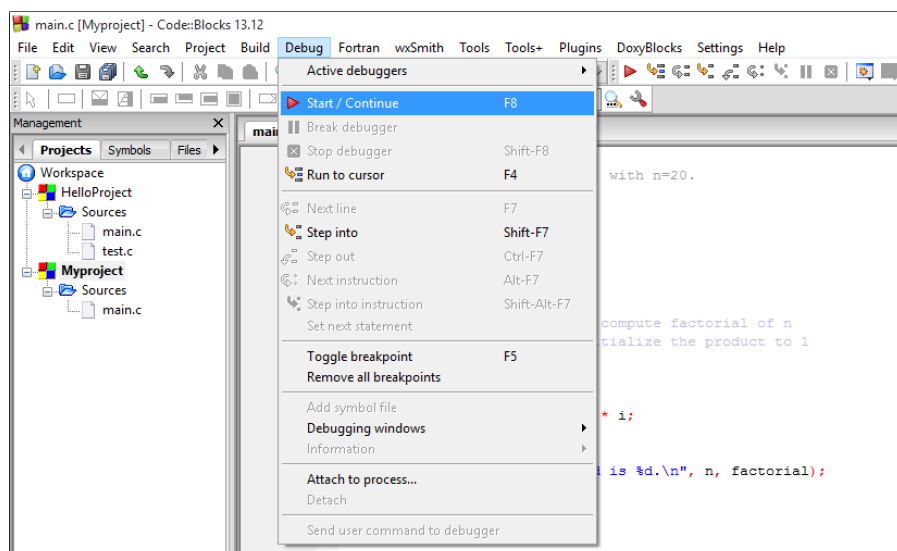 main.c [Myproject] - Code::Blocks 13.12
File Edit View Search Project Build Debug Fortran wxSmith Tools Tools+ Plugins DoxyBlocks Settings Help
Management
Projects Symbols Files
Workspace
HelloProject
Sources
main.c
test.c
Myproject
Sources
main.c
Active debuggers
Start / Continue F8
Break debugger
Stop debugger Shift-F8
Run to cursor F4
Next line F7
Step into Shift-F7
Step out Ctrl-F7
Next instruction Alt-F7
Step into instruction Shift-Alt-F7
Set next statement
Toggle breakpoint F5
Remove all breakpoints
Add symbol file
Debugging windows
Information
Attach to process...
Detach
Send user command to debugger
with n=20.
compute factorial of n
the product to 1
* i;
is %d.\n", n, factorial);